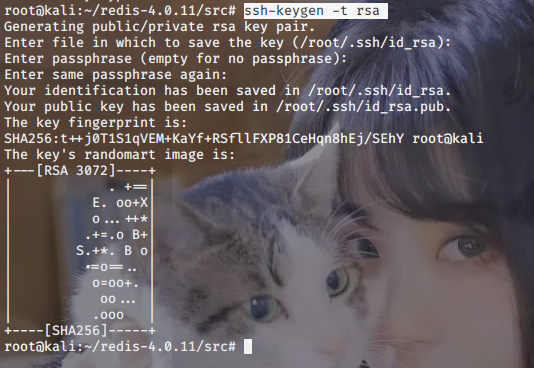 root@kali:~/redis-4.0.11/src# ssh-keygen -t rsa
Generating public/private rsa key pair.
Enter file in which to save the key (/root/.ssh/id_rsa):
Enter passphrase (empty for no passphrase):
Enter same passphrase again:
Your identification has been saved in /root/.ssh/id_rsa.
Your public key has been saved in /root/.ssh/id_rsa.pub.
The key fingerprint is:
SHA256:t++j0T1S1qVEM+KaYf+RSfllFXP81CeHqn8hEj/SEhY root@kali
The key's randomart image is:
+---[RSA 3072]----+
|             . +==|
|          E. oo+X|
|          o ... ++*|
|         .+=.o B+|
|        S.+*. B o|
|         *=o== .. |
|          o=oo+. |
|           oo ... |
|          .ooo   |
+----[SHA256]-----+
root@kali:~/redis-4.0.11/src#